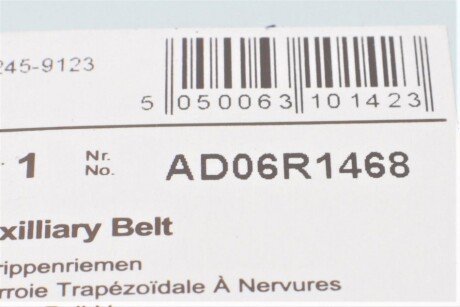 245-9123
5 050063 101423
1 Nr. No. AD06R1468
xilliary Belt
rippenriemen
rroie Trapézoïdale À Nervures